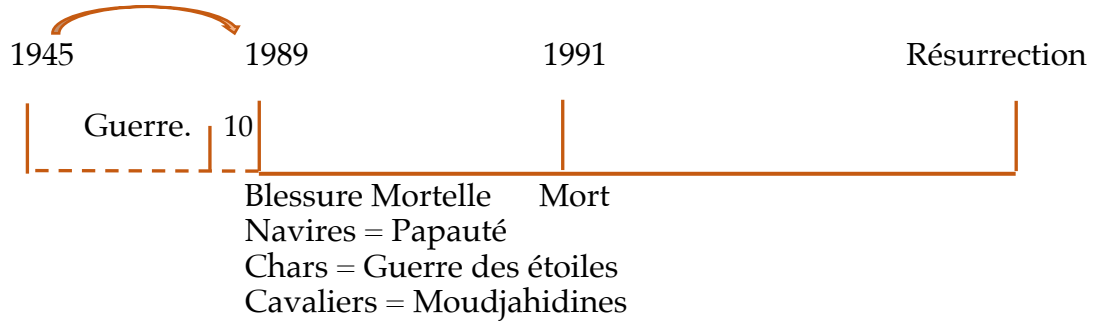 1945 1989 1991 Résurrection
Guerre. 10
Blessure Mortelle Mort
Navires = Papauté
Chars = Guerre des étoiles
Cavaliers = Moudjahidines